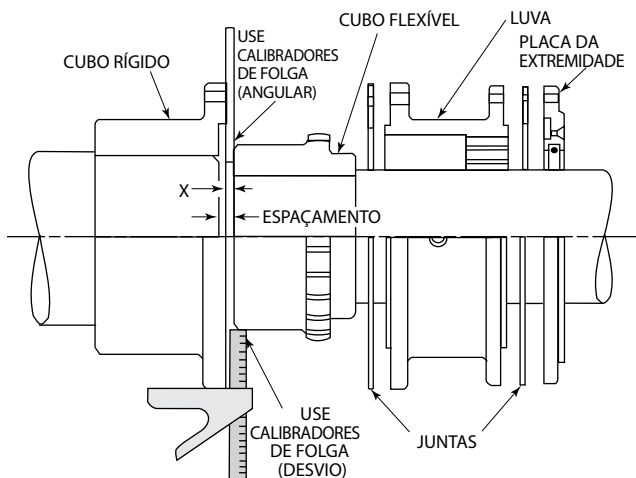 CUBO RÍGIDO
USE
CALIBRADORES
DE FOLGA
(ANGULAR)
CUBO FLEXÍVEL
LUVA
PLACA DA
EXTREMIDADE
X
ESPAÇAMENTO
USE
CALIBRADORES
DE FOLGA
(DESVIO)
JUNTAS